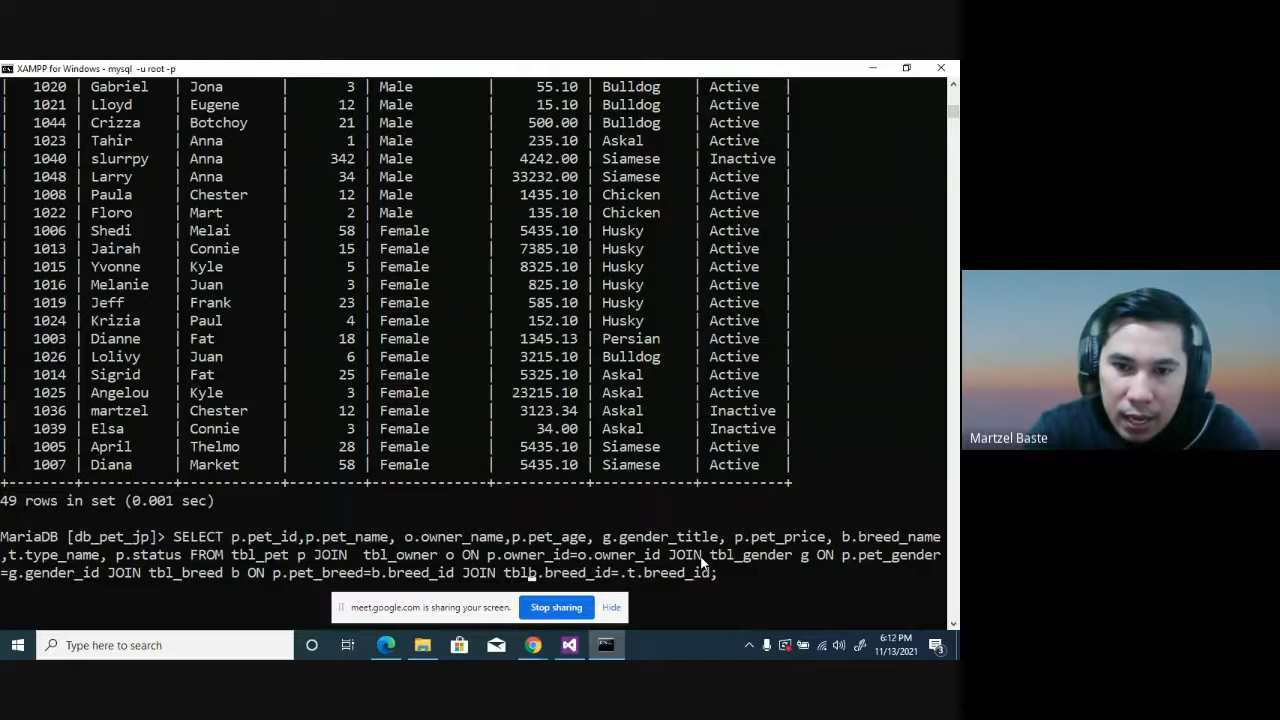 XAMPP for Windows - mysql -u root -p
| 1020 | Gabriel | Jona | 3 | Male | 55.10 | Bulldog | Active |
| 1021 | Lloyd | Eugene | 12 | Male | 15.10 | Bulldog | Active |
| 1044 | Crizza | Botchoy | 21 | Male | 500.00 | Bulldog | Active |
| 1023 | Tahir | Anna | 1 | Male | 235.10 | Askal | Active |
| 1040 | slurrpy | Anna | 342 | Male | 4242.00 | Siamese | Inactive |
| 1048 | Larry | Anna | 34 | Male | 33232.00 | Siamese | Active |
| 1008 | Paula | Chester | 12 | Male | 1435.10 | Chicken | Active |
| 1022 | Floro | Mart | 2 | Male | 135.10 | Chicken | Active |
| 1006 | Shedi | Melai | 58 | Female | 5435.10 | Husky | Active |
| 1013 | Jairah | Connie | 15 | Female | 7385.10 | Husky | Active |
| 1015 | Yvonne | Kyle | 5 | Female | 8325.10 | Husky | Active |
| 1016 | Melanie | Juan | 3 | Female | 825.10 | Husky | Active |
| 1019 | Jeff | Frank | 23 | Female | 585.10 | Husky | Active |
| 1024 | Krizia | Paul | 4 | Female | 152.10 | Husky | Active |
| 1003 | Dianne | Fat | 18 | Female | 1345.13 | Persian | Active |
| 1026 | Lolivy | Juan | 6 | Female | 3215.10 | Bulldog | Active |
| 1014 | Sigrid | Fat | 25 | Female | 5325.10 | Askal | Active |
| 1025 | Angelou | Kyle | 3 | Female | 23215.10 | Askal | Active |
| 1036 | martzel | Chester | 12 | Female | 3123.34 | Askal | Inactive |
| 1039 | Elsa | Connie | 3 | Female | 34.00 | Askal | Inactive |
| 1005 | April | Thelmo | 28 | Female | 5435.10 | Siamese | Active |
| 1007 | Diana | Market | 58 | Female | 5435.10 | Siamese | Active |
+--------+----------+-----------+---------+-------------+-----------+-----------+----------+
49 rows in set (0.001 sec)
MariaDB [db_pet_jp]> SELECT p.pet_id,p.pet_name, o.owner_name,p.pet_age, g.gender_title, p.pet_price, b.breed_name
,t.type_name, p.status FROM tbl_pet p JOIN  tbl_owner o ON p.owner_id=o.owner_id JOIN tbl_gender g ON p.pet_gender
=g.gender_id JOIN tbl_breed b ON p.pet_breed=b.breed_id JOIN tblb.breed_id=.t.breed_id;
meet.google.com is sharing your screen. Stop sharing Hide
Martzel Baste
Type here to search
6:12 PM
11/13/2021
3